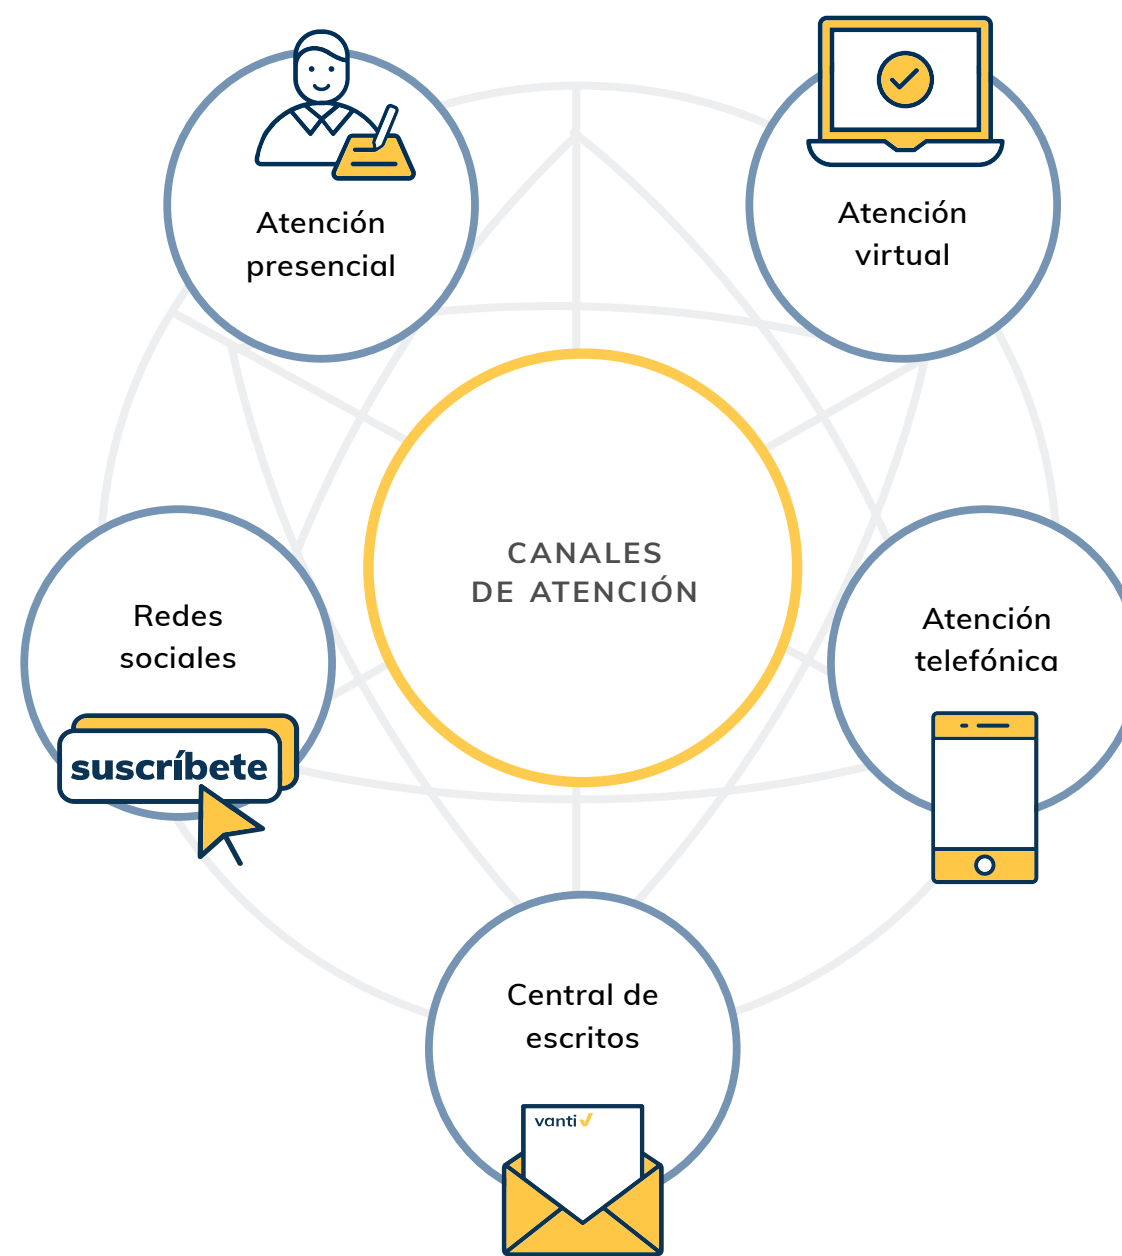 Atención
presencial
Atención
virtual
CANALES
DE ATENCIÓN
Redes
sociales
suscríbete
Atención
telefónica
Central de
escritos
vanti